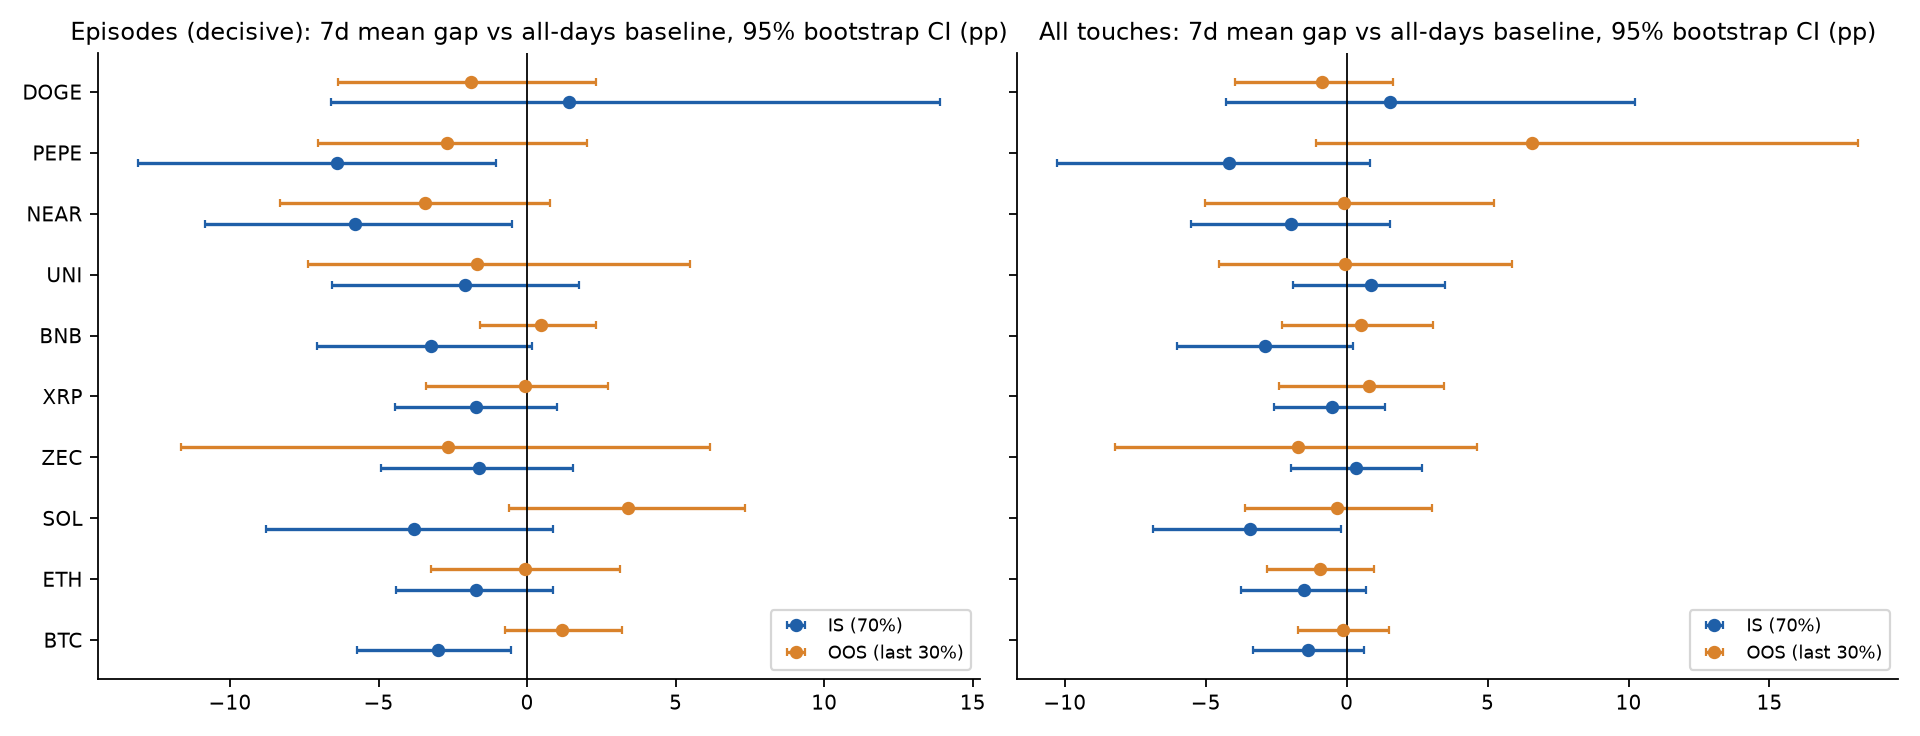 Episodes (decisive): 7d mean gap vs all-days baseline, 95% bootstrap CI (pp)
All touches: 7d mean gap vs all-days baseline, 95% bootstrap CI (pp)
DOGE
PEPE
NEAR
UNI
BNB
XRP
ZEC
SOL
ETH
BTC
IS (70%)
OOS (last 30%)
IS (70%)
OOS (last 30%)
−10 −5 0 5 10 15
−10 −5 0 5 10 15